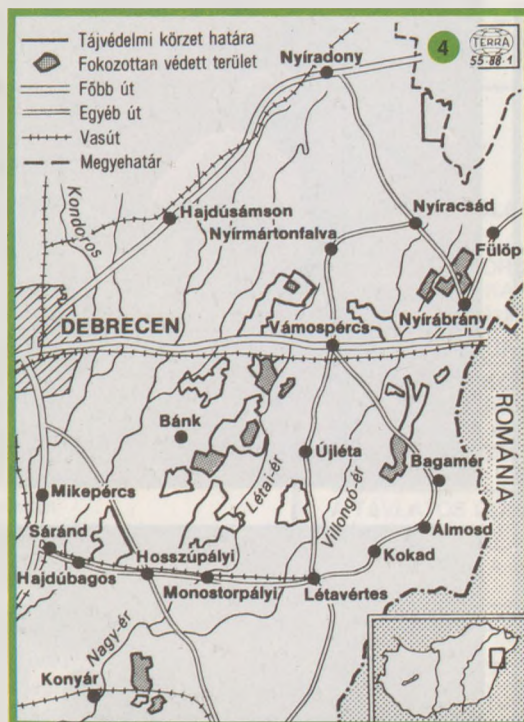 Tájvédelmi körzet határa
Fokozottan védett terület
Főbb út
Egyéb út
Vasút
Megyehatár
4
TERRA
55-88-1
Nyíradony
Kondoros
Hajdúsámson
Nyíracsád
Nyírmártonfalva
Fülöp
DEBRECEN
Vámospércs
Nyírábrány
ROMÁNIA
Bánk
Újléta
Bagamér
Létai-ér
Villongó-ér
Mikepércs
Álmosd
Sáránd
Kokad
Hajdúbagos
Hosszúpályi
Monostorpályi
Létavértes
Nagy-ér
Konyár